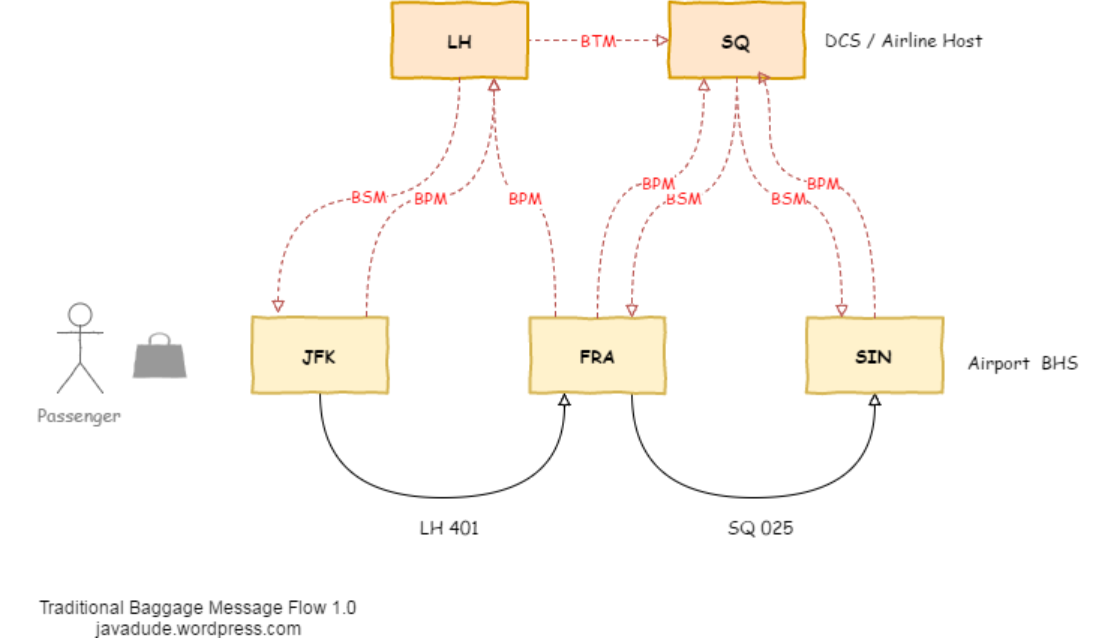 LH
BTM
SQ
DCS / Airline Host
BSM
BPM
BPM
BPM
BSM
BSM
BPM
JFK
FRA
SIN
Airport BHS
Passenger
LH 401
SQ 025
Traditional Baggage Message Flow 1.0
javadude.wordpress.com